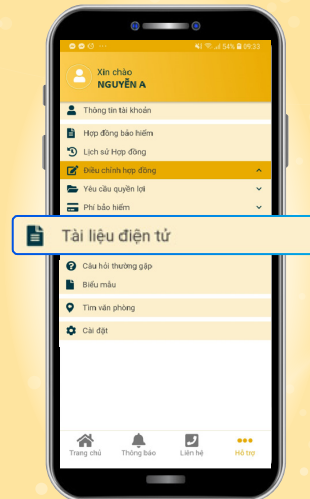 54% 09:33
Xin chào
NGUYỄN A
Thông tin tài khoản
Hợp đồng bảo hiểm
Lịch sử Hợp đồng
Điều chỉnh hợp đồng
Yêu cầu quyền lợi
Phí bảo hiểm
Tài liệu điện tử
Câu hỏi thường gặp
Biểu mẫu
Tìm văn phòng
Cài đặt
Trang chủ
Thông báo
Liên hệ
Hỗ trợ